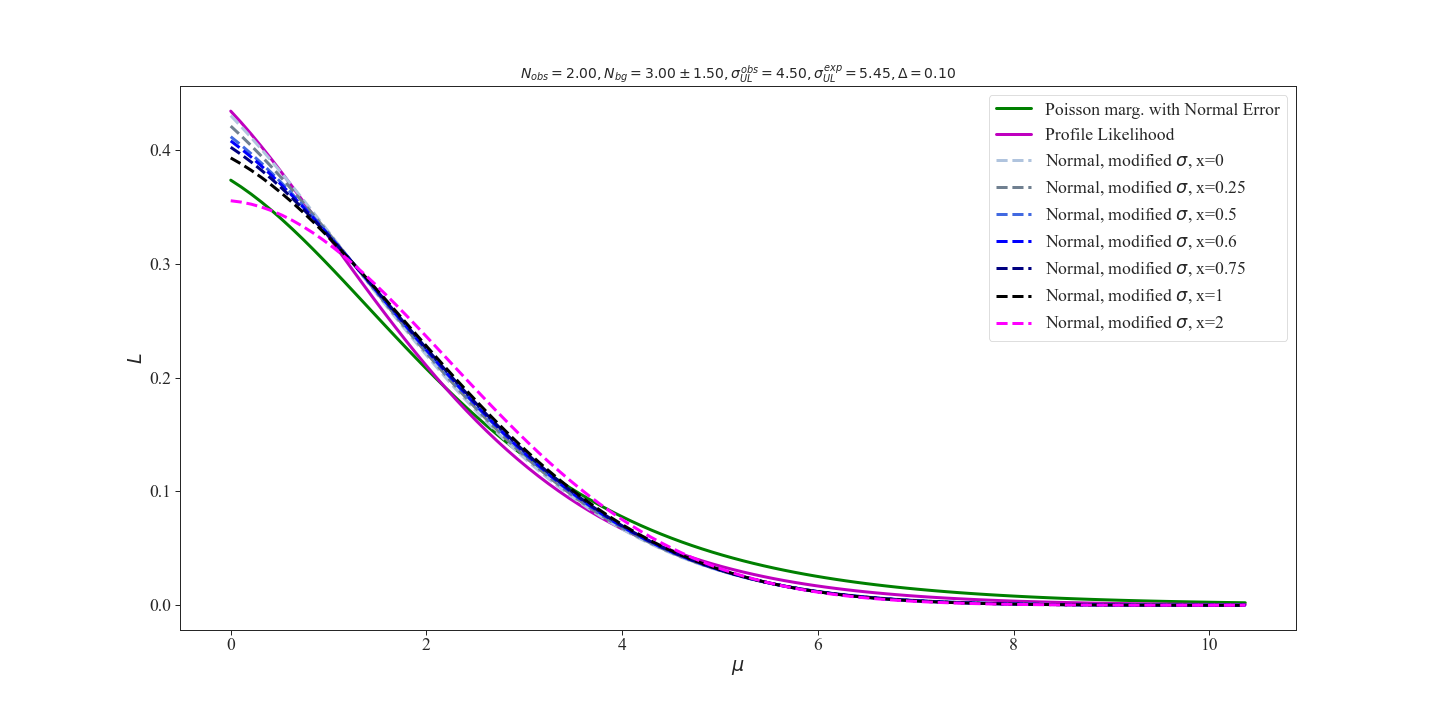 N_obs = 2.00, N_bg = 3.00 ± 1.50, σ_UL^obs = 4.50, σ_UL^exp = 5.45, Δ = 0.10
Poisson marg. with Normal Error
Profile Likelihood
Normal, modified σ, x=0
Normal, modified σ, x=0.25
Normal, modified σ, x=0.5
Normal, modified σ, x=0.6
Normal, modified σ, x=0.75
Normal, modified σ, x=1
Normal, modified σ, x=2
L
0.4
0.3
0.2
0.1
0.0
0 2 4 6 8 10
μ